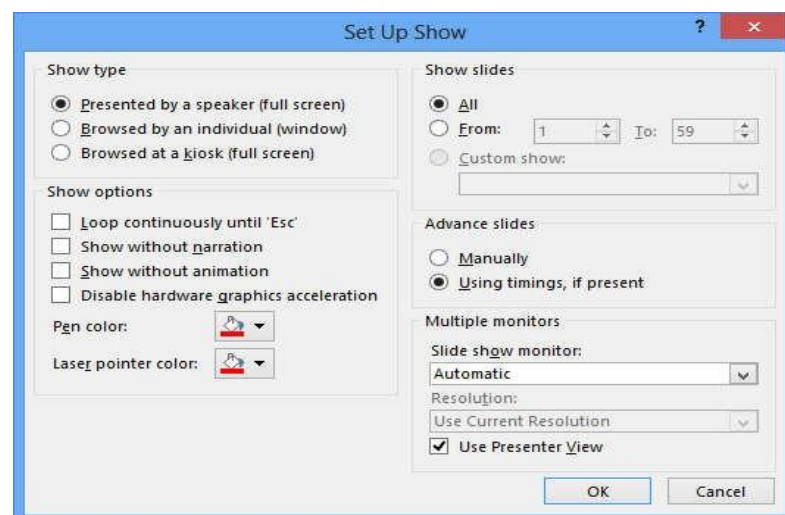 Set Up Show ?
Show type
Presented by a speaker (full screen)
Browsed by an individual (window)
Browsed at a kiosk (full screen)
Show options
Loop continuously until 'Esc'
Show without narration
Show without animation
Disable hardware graphics acceleration
Pen color:
Laser pointer color:
Show slides
All
From: 1 To: 59
Custom show:
Advance slides
Manually
Using timings, if present
Multiple monitors
Slide show monitor:
Automatic
Resolution:
Use Current Resolution
Use Presenter View
OK Cancel